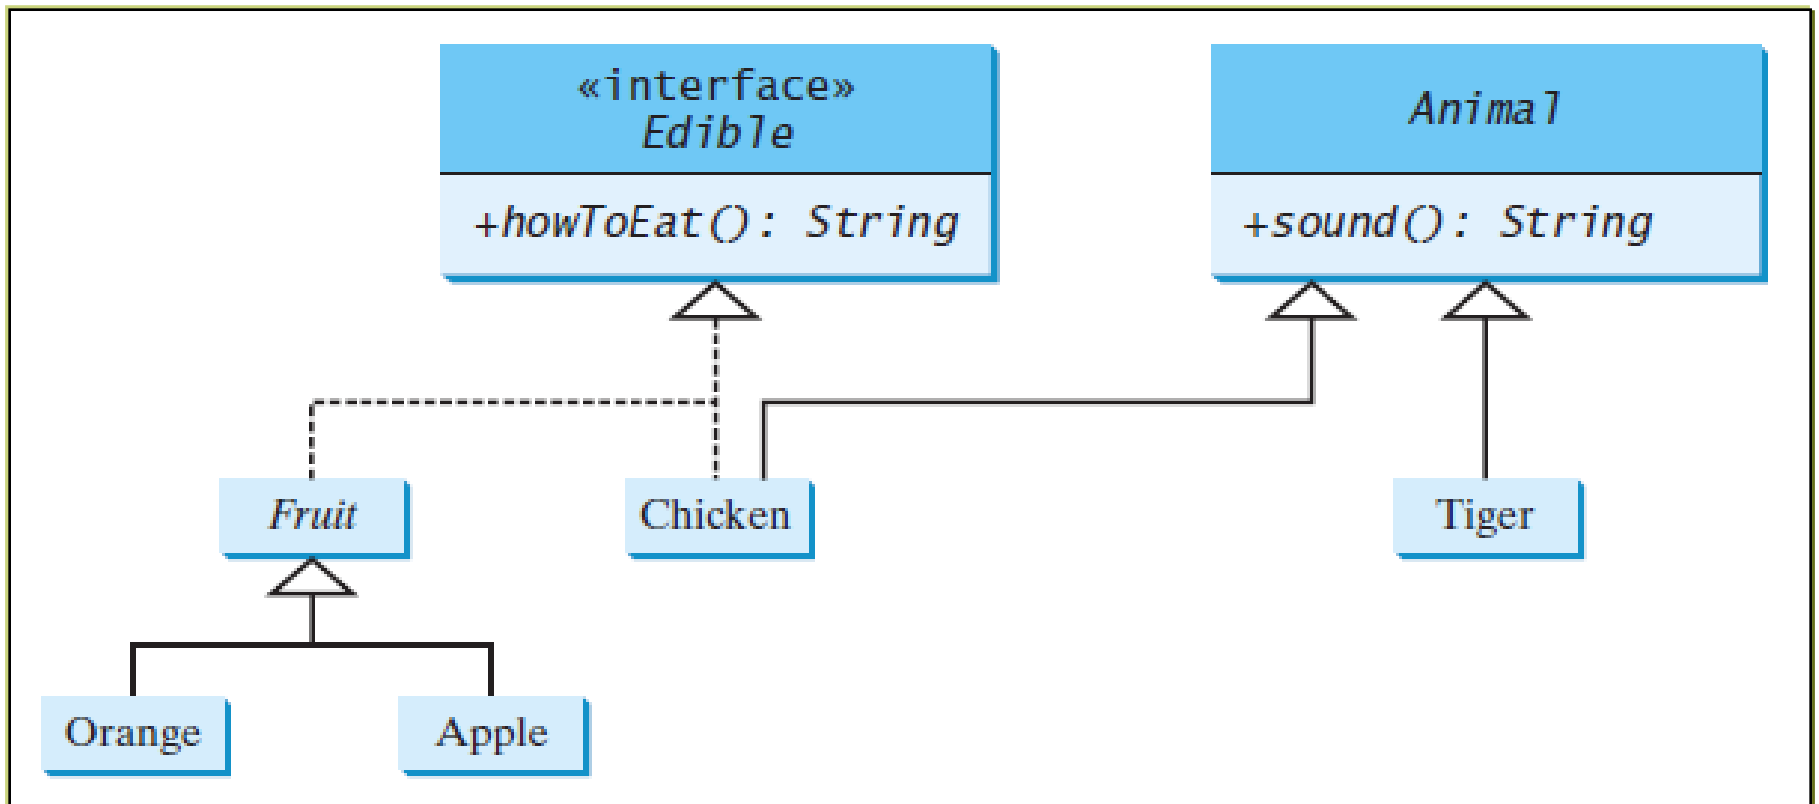 «interface»
Edible
+howToEat(): String
Animal
+sound(): String
Fruit
Chicken
Tiger
Orange
Apple